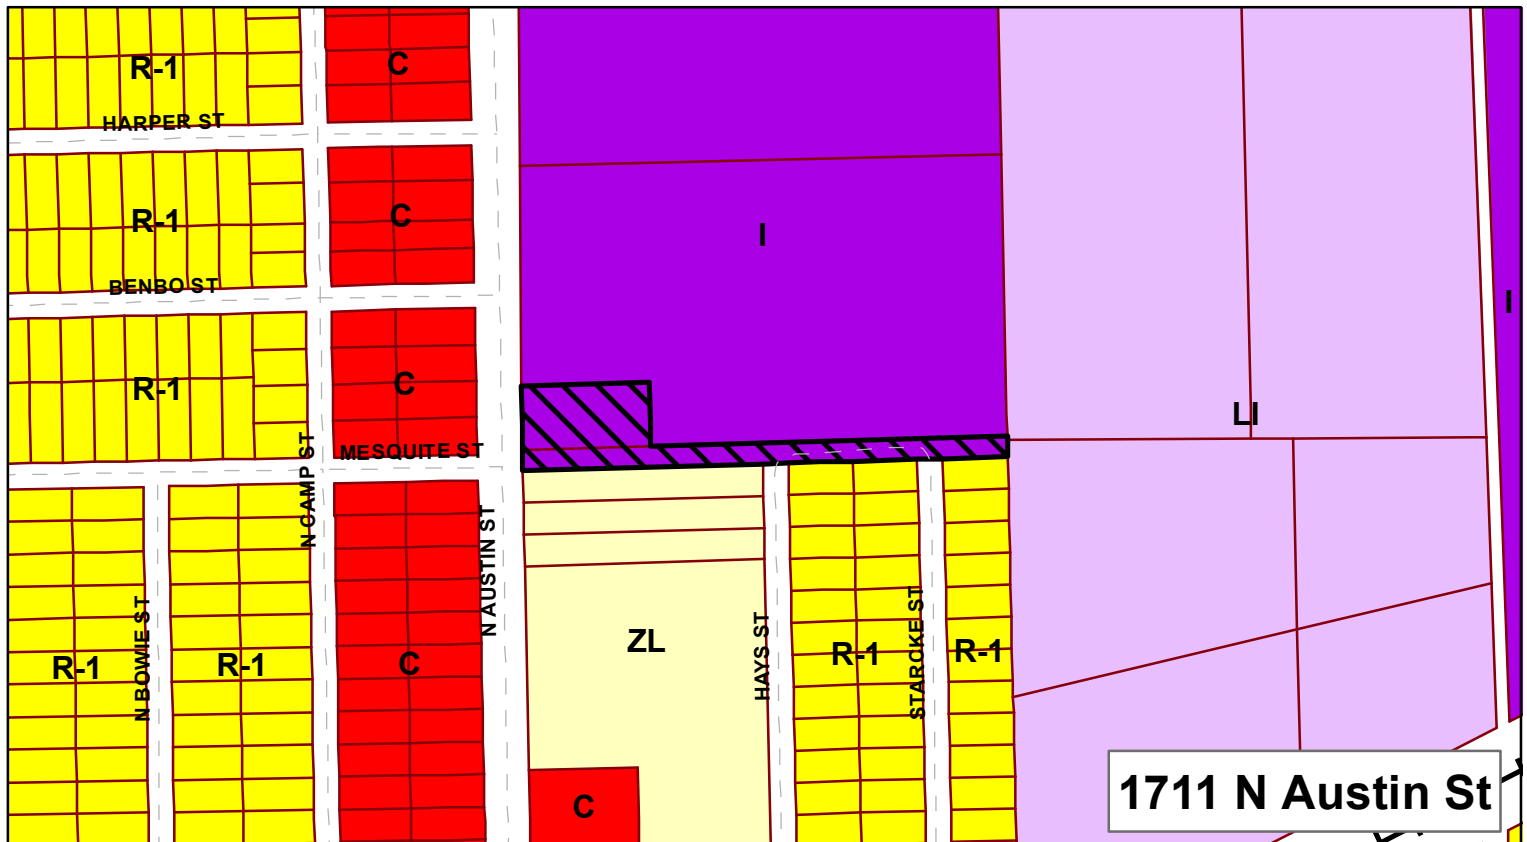 R-1
C
HARPER ST
R-1
C
I
I
BENBO ST
R-1
C
LI
MESQUITE ST
N CAMP ST
N AUSTIN ST
N BOWIE ST
HAYS ST
STARCKE ST
R-1
R-1
C
ZL
R-1
R-1
C
1711 N Austin St